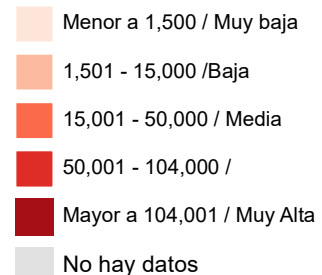 Menor a 1,500 / Muy baja
1,501 - 15,000 /Baja
15,001 - 50,000 / Media
50,001 - 104,000 /
Mayor a 104,001 / Muy Alta
No hay datos